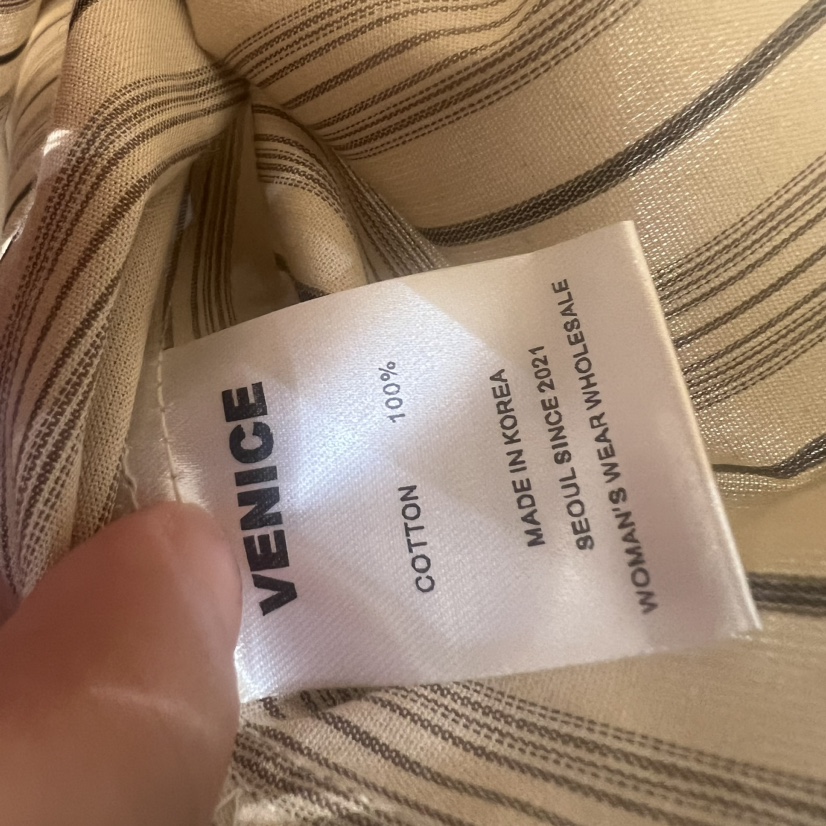 VENICE
COTTON 100%
MADE IN KOREA
SEOUL SINCE 2021
WOMAN'S WEAR WHOLESALE